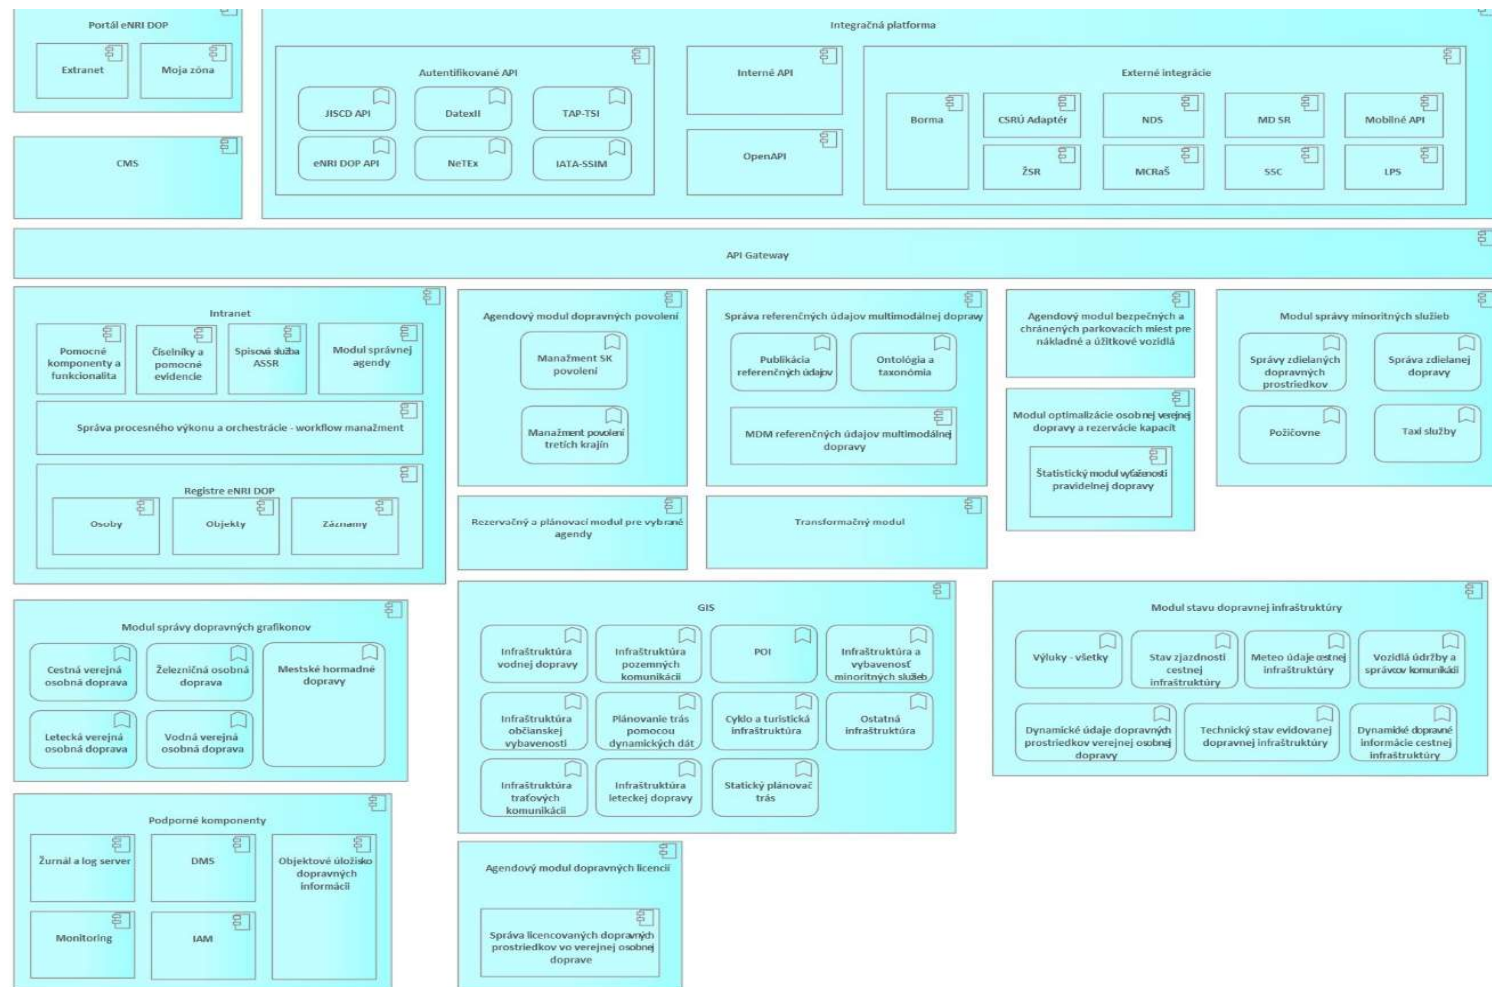 Portál eNRI DOP
Extranet
Moja zóna
CMS
Integračná platforma
Autentifikované API
JISCD API
DatexII
TAP-TSI
eNRI DOP API
NeTEx
IATA-SSIM
Interné API
OpenAPI
Externé integrácie
Borma
CSRÚ Adaptér
NDS
MD SR
Mobilné API
ŽSR
MCRaŠ
SSC
LPS
API Gateway
Intranet
Pomocné
komponenty a
funkcionalita
Číselníky a
pomocné
evidencie
Spisová služba
ASSR
Modul správnej
agendy
Správa procesného výkonu a orchestrácie - workflow manažment
Registre eNRI DOP
Osoby
Objekty
Záznamy
Agendový modul dopravných povolení
Manažment SK
povolení
Manažment povolení
tretích krajín
Správa referenčných údajov multimodálnej dopravy
Publikácia
referenčných údajov
Ontológia a
taxonómia
MDM referenčných údajov multimodálnej
dopravy
Agendový modul bezpečných a
chránených parkovacích miest pre
nákladné a úžitkové vozidlá
Modul optimalizácie osobnej verejnej
dopravy a rezervácie kapacít
Štatistický modul vyťaženosti
pravidelnej dopravy
Modul správy minoritných služieb
Správy zdielaných
dopravných
prostriedkov
Správa zdielanej
dopravy
Požičovne
Taxi služby
Rezervačný a plánovací modul pre vybrané
agendy
Transformačný modul
Modul správy dopravných grafikonov
Cestná verejná
osobná doprava
Železničná osobná
doprava
Mestské hormadné
dopravy
Letecká verejná
osobná doprava
Vodná verejná
osobná doprava
GIS
Infraštruktúra
vodnej dopravy
Infraštruktúra
pozemných
komunikácii
POI
Infraštruktúra a
vybavenosť
minoritných služieb
Infraštruktúra
občianskej
vybavenosti
Plánovanie trás
pomocou
dynamických dát
Cyklo a turistická
infraštruktúra
Ostatná
infraštruktúra
Infraštruktúra
traťových
komunikácii
Infraštruktúra
leteckej dopravy
Statický plánovač
trás
Modul stavu dopravnej infraštruktúry
Výluky - všetky
Stav zjazdnosti
cestnej
infraštruktúry
Meteo údaje cestnej
infraštruktúry
Vozidlá údržby a
správcov komunikácii
Dynamické údaje dopravných
prostriedkov verejnej osobnej
dopravy
Technický stav evidovanej
dopravnej infraštruktúry
Dynamické dopravné
informácie cestnej
infraštruktúry
Podporné komponenty
Žurnál a log server
DMS
Objektové úložisko
dopravných
informácii
Monitoring
IAM
Agendový modul dopravných licencií
Správa licencovaných dopravných
prostriedkov vo verejnej osobnej
doprave